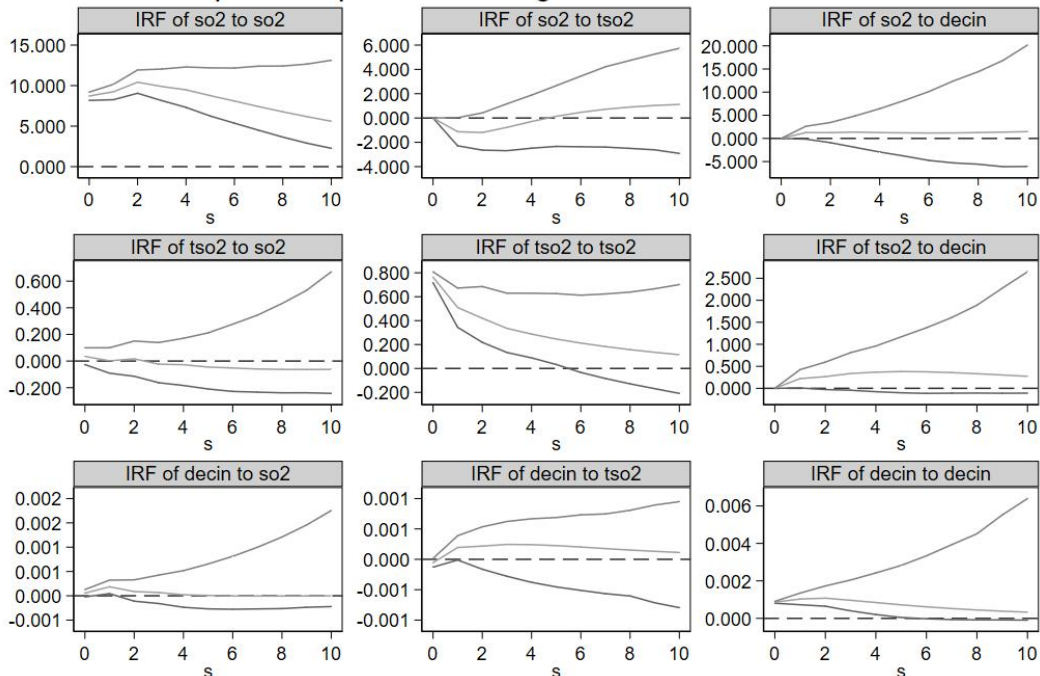 IRF of so2 to so2
15.000
10.000
5.000
0.000
0 2 4 6 8 10
s
IRF of so2 to tso2
6.000
4.000
2.000
0.000
-2.000
-4.000
0 2 4 6 8 10
s
IRF of so2 to decin
20.000
15.000
10.000
5.000
0.000
-5.000
0 2 4 6 8 10
s
IRF of tso2 to so2
0.600
0.400
0.200
0.000
-0.200
0 2 4 6 8 10
s
IRF of tso2 to tso2
0.800
0.600
0.400
0.200
0.000
-0.200
0 2 4 6 8 10
s
IRF of tso2 to decin
2.500
2.000
1.500
1.000
0.500
0.000
0 2 4 6 8 10
s
IRF of decin to so2
0.002
0.002
0.001
0.001
0.000
-0.001
0 2 4 6 8 10
s
IRF of decin to tso2
0.001
0.001
0.000
-0.001
-0.001
0 2 4 6 8 10
s
IRF of decin to decin
0.006
0.004
0.002
0.000
0 2 4 6 8 10
s